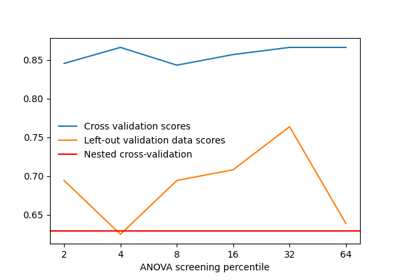 0.85
0.80
0.75
0.70
0.65
Cross validation scores
Left-out validation data scores
Nested cross-validation
2 4 8 16 32 64
ANOVA screening percentile